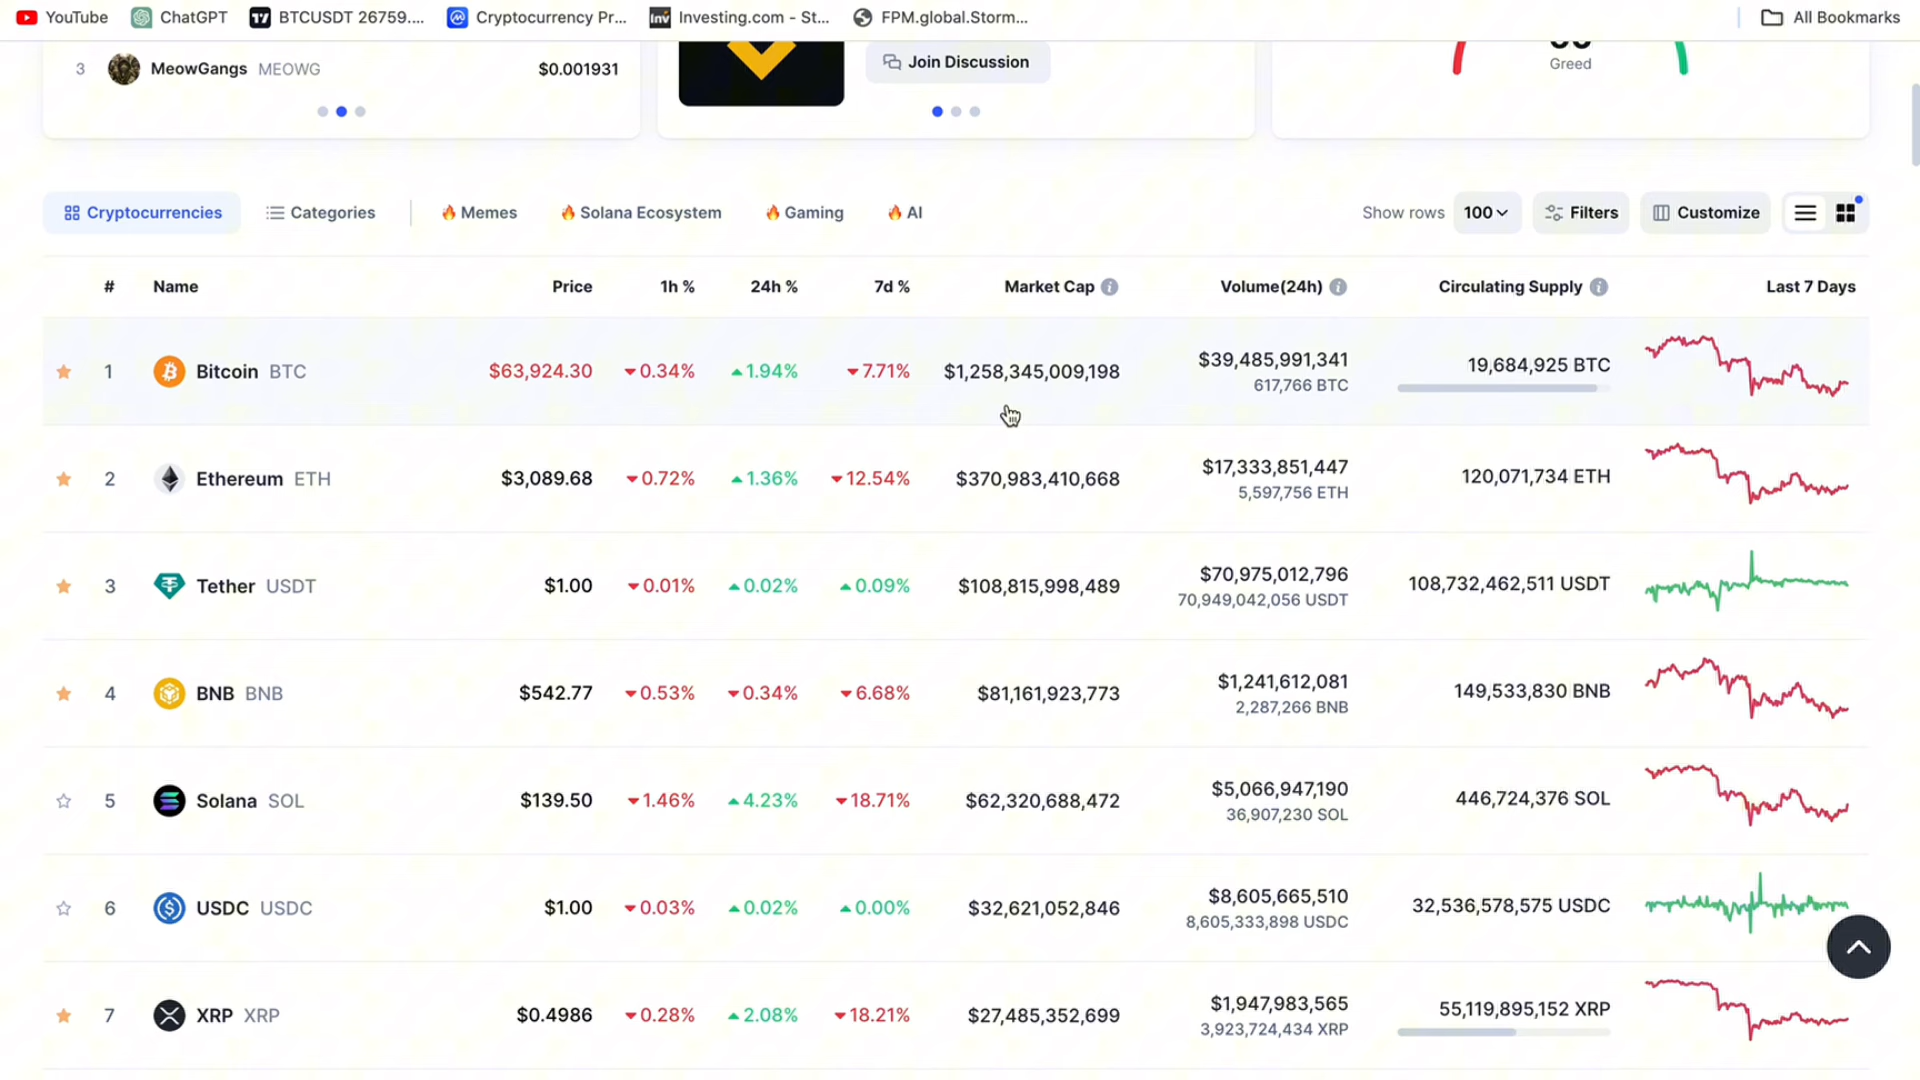 YouTube ChatGPT BTCUSDT 26759.... Cryptocurrency Pr... Investing.com - St... FPM.global.Storm... All Bookmarks
3 MeowGangs MEOWG $0.001931
Join Discussion
Greed
Cryptocurrencies Categories Memes Solana Ecosystem Gaming AI Show rows 100 Filters Customize
# Name Price 1h % 24h % 7d % Market Cap Volume(24h) Circulating Supply Last 7 Days
1 Bitcoin BTC $63,924.30 0.34% 1.94% 7.71% $1,258,345,009,198 $39,485,991,341 19,684,925 BTC
617,766 BTC
2 Ethereum ETH $3,089.68 0.72% 1.36% 12.54% $370,983,410,668 $17,333,851,447 120,071,734 ETH
5,597,756 ETH
3 Tether USDT $1.00 0.01% 0.02% 0.09% $108,815,998,489 $70,975,012,796 108,732,462,511 USDT
70,949,042,056 USDT
4 BNB BNB $542.77 0.53% 0.34% 6.68% $81,161,923,773 $1,241,612,081 149,533,830 BNB
2,287,266 BNB
5 Solana SOL $139.50 1.46% 4.23% 18.71% $62,320,688,472 $5,066,947,190 446,724,376 SOL
36,907,230 SOL
6 USDC USDC $1.00 0.03% 0.02% 0.00% $32,621,052,846 $8,605,665,510 32,536,578,575 USDC
8,605,333,898 USDC
7 XRP XRP $0.4986 0.28% 2.08% 18.21% $27,485,352,699 $1,947,983,565 55,119,895,152 XRP
3,923,724,434 XRP